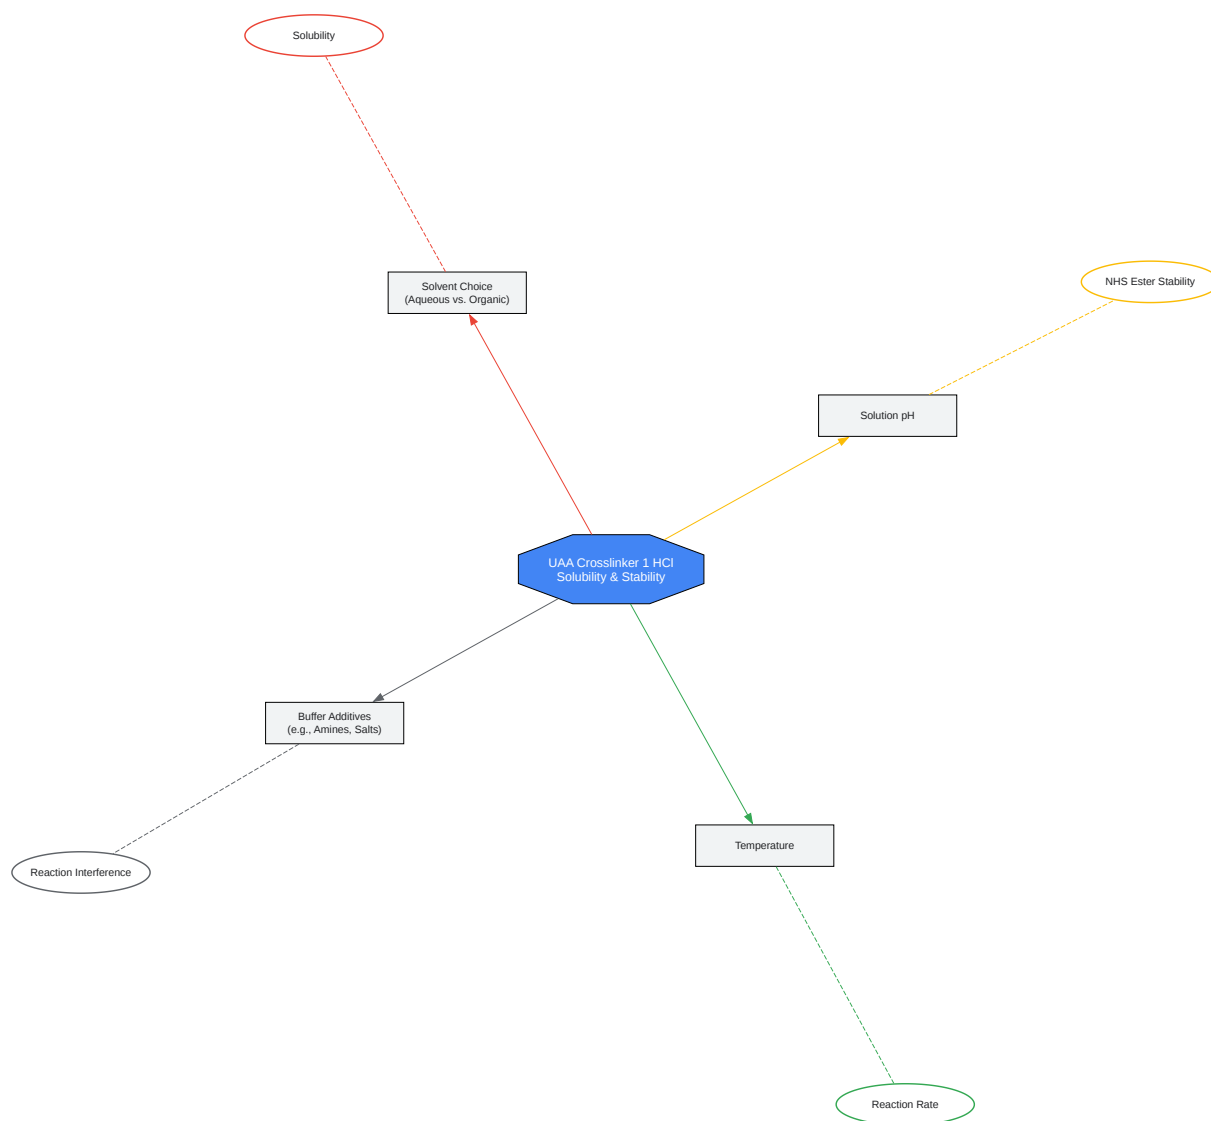 Solubility
NHS Ester Stability
Solvent Choice
(Aqueous vs. Organic)
Solution pH
UAA Crosslinker 1 HCl
Solubility & Stability
Buffer Additives
(e.g., Amines, Salts)
Temperature
Reaction Interference
Reaction Rate